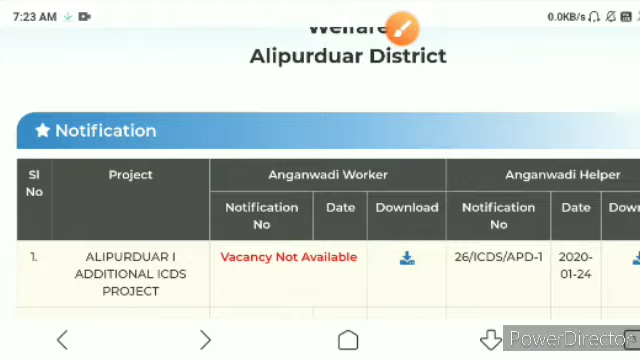 7:23 AM
0.0KB/s
Welfare
Alipurduar District
Notification
Sl No
Project
Anganwadi Worker
Anganwadi Helper
Notification No
Date
Download
Notification No
Date
Down
1.
ALIPURDUAR I
ADDITIONAL ICDS
PROJECT
Vacancy Not Available
26/ICDS/APD-1
2020-
01-24
PowerDirector